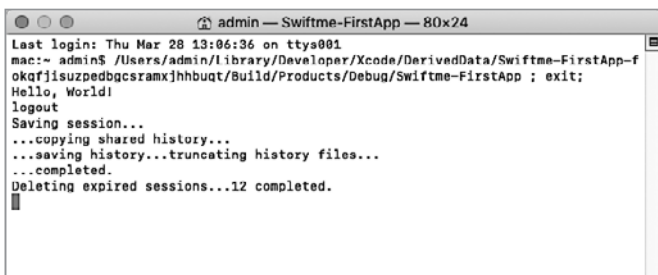 admin — Swiftme-FirstApp — 80×24
Last login: Thu Mar 28 13:06:36 on ttys001
mac:~ admin$ /Users/admin/Library/Developer/Xcode/DerivedData/Swiftme-FirstApp-f
okqfjisuzpedbgcsramxjhhbuqt/Build/Products/Debug/Swiftme-FirstApp ; exit;
Hello, World!
logout
Saving session...
...copying shared history...
...saving history...truncating history files...
...completed.
Deleting expired sessions...12 completed.